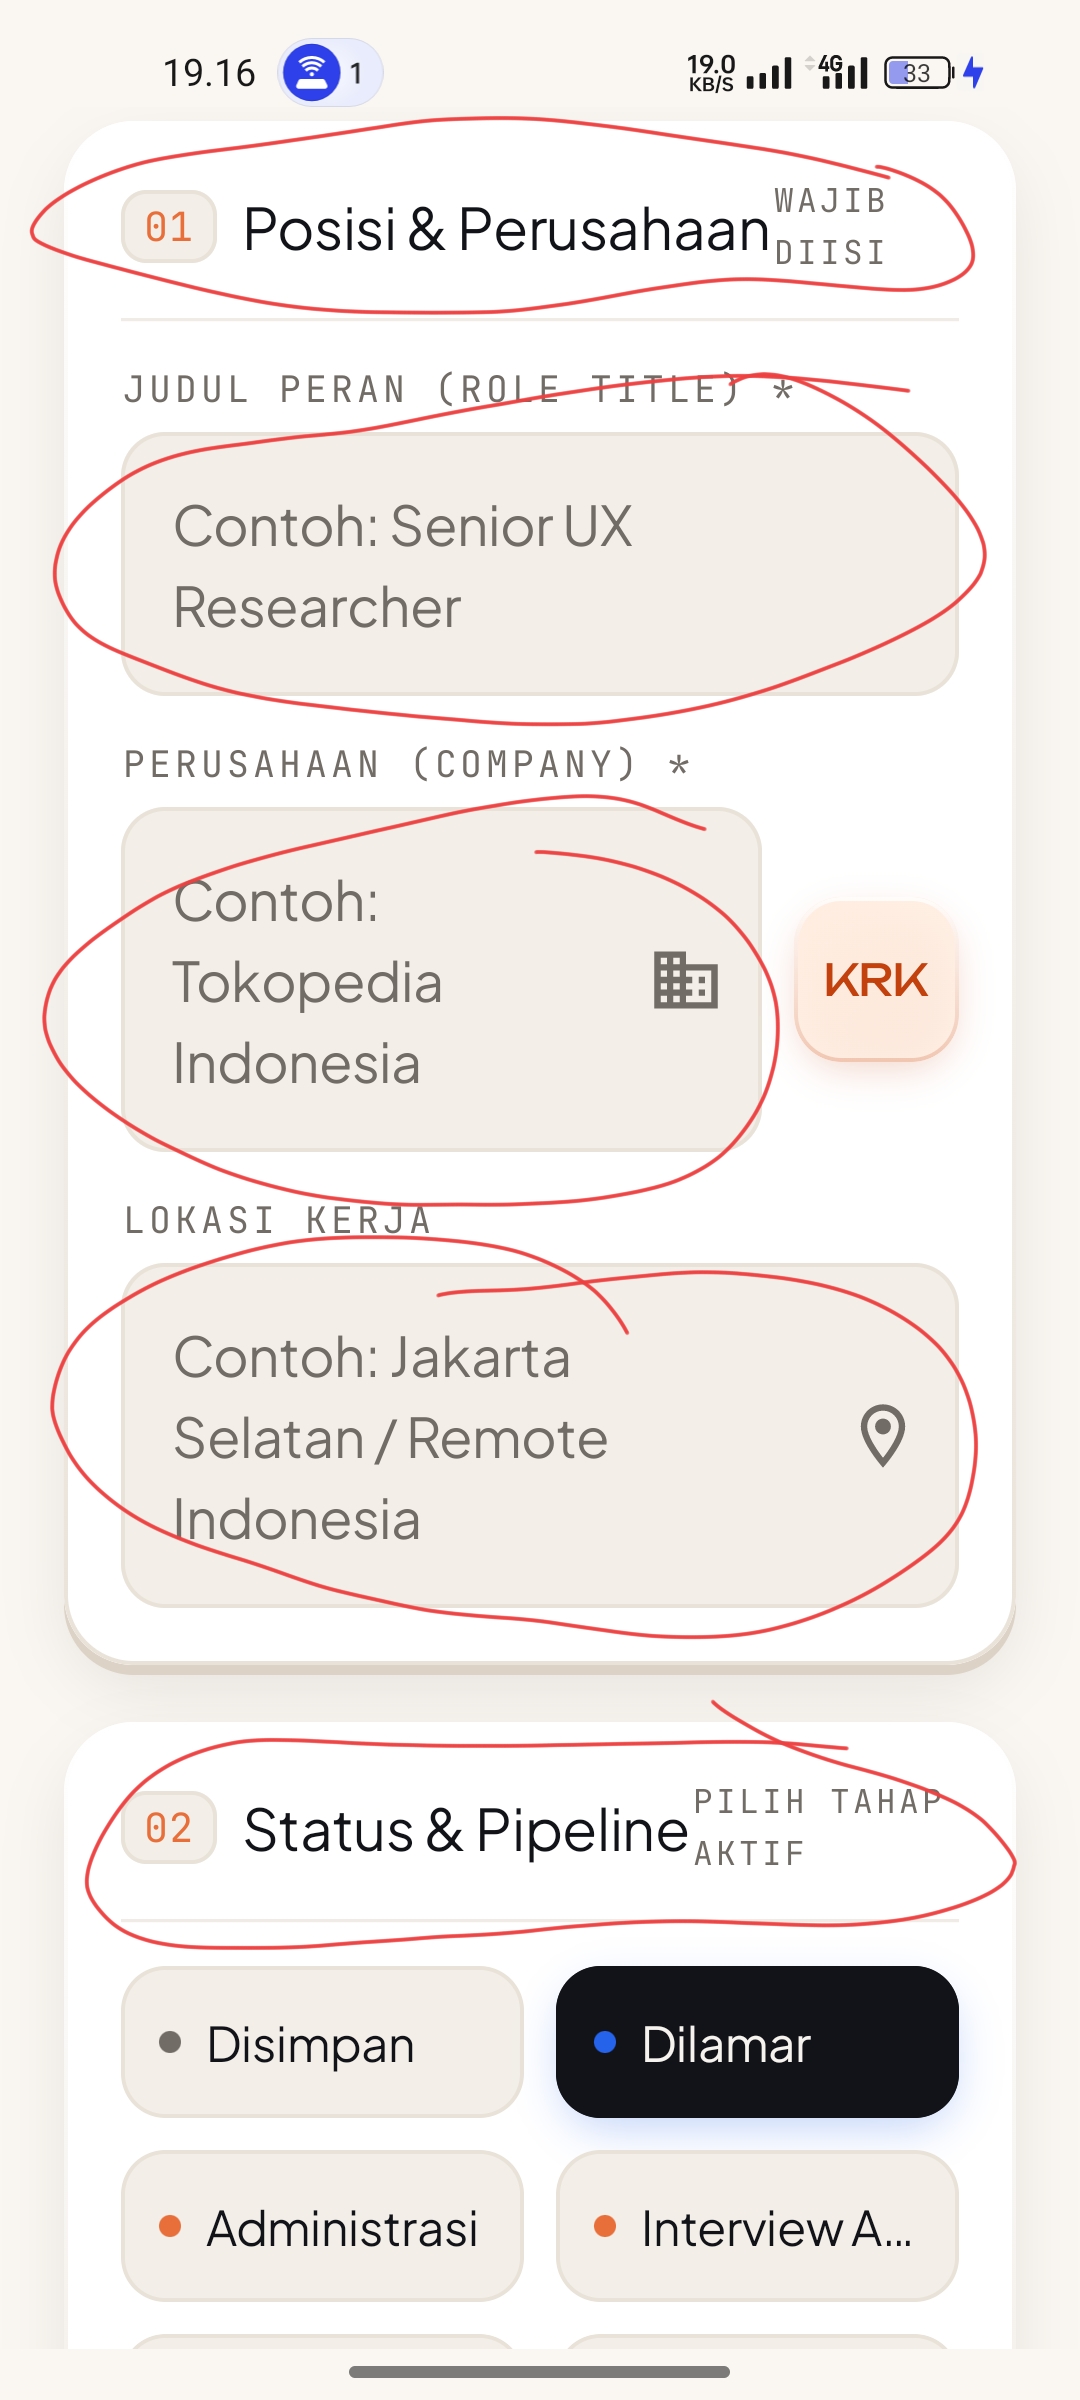 19.16
1
19.0
KB/S
4G
33
01
Posisi & Perusahaan
WAJIB
DIISI
JUDUL PERAN (ROLE TITLE) *
Contoh: Senior UX
Researcher
PERUSAHAAN (COMPANY) *
Contoh:
Tokopedia
Indonesia
KRK
LOKASI KERJA
Contoh: Jakarta
Selatan / Remote
Indonesia
02
Status & Pipeline
PILIH TAHAP
AKTIF
Disimpan
Dilamar
Administrasi
Interview A...